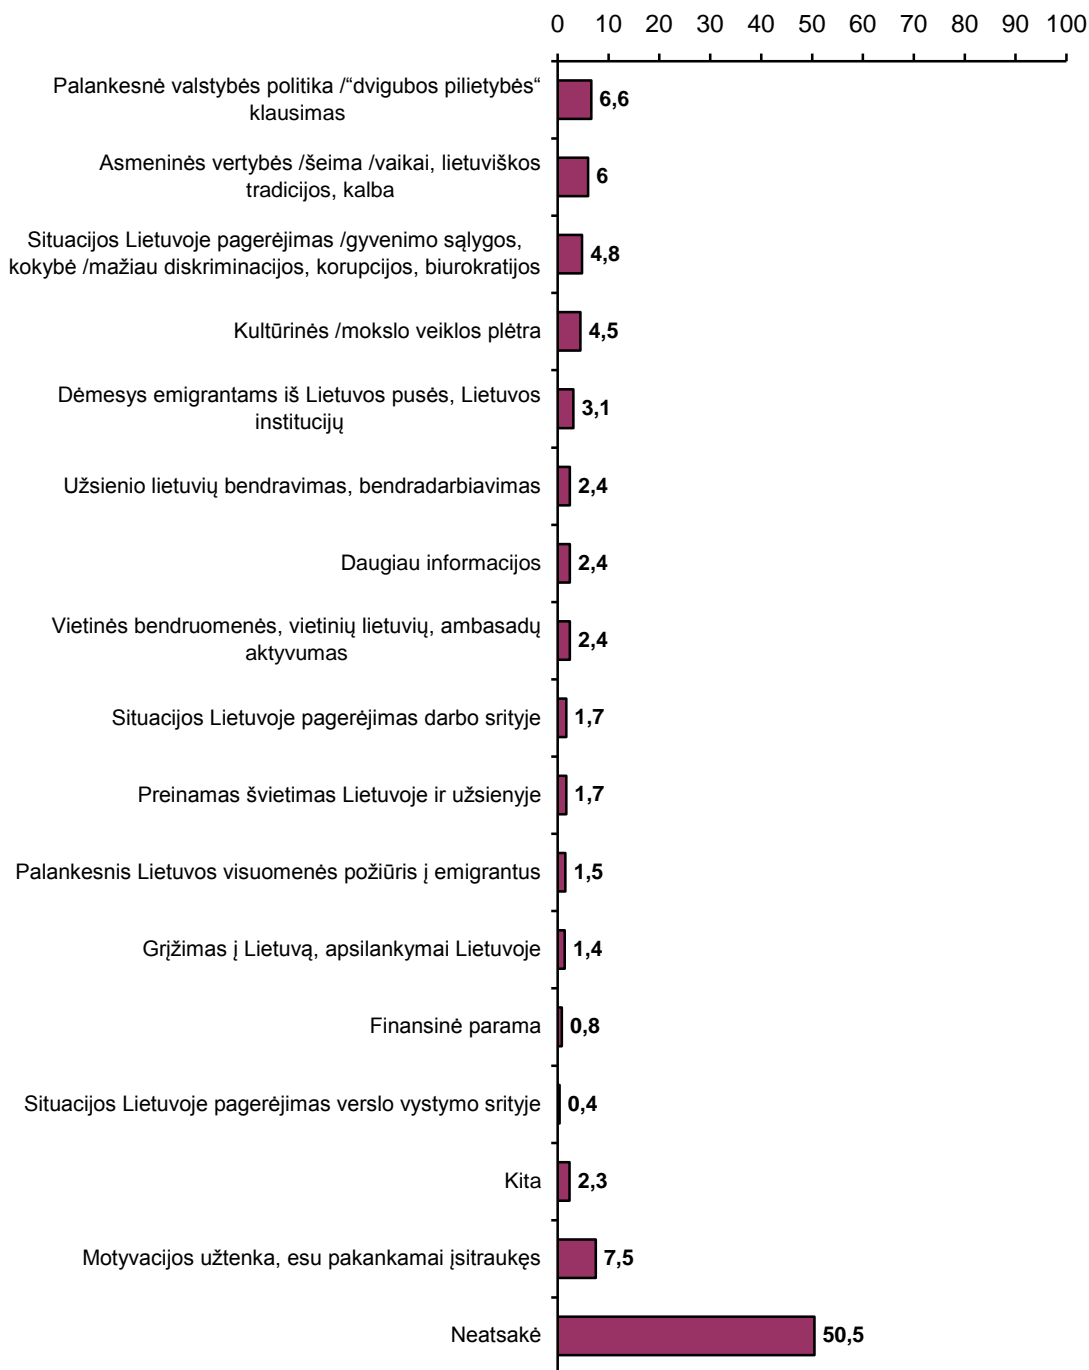 0 10 20 30 40 50 60 70 80 90 100
Palankesnė valstybės politika /“dvigubos pilietybės“
klausimas
6,6
Asmeninės vertybės /šeima /vaikai, lietuviškos
tradicijos, kalba
6
Situacijos Lietuvoje pagerėjimas /gyvenimo sąlygos,
kokybė /mažiau diskriminacijos, korupcijos, biurokratijos
4,8
Kultūrinės /mokslo veiklos plėtra
4,5
Dėmesys emigrantams iš Lietuvos pusės, Lietuvos
institucijų
3,1
Užsienio lietuvių bendravimas, bendradarbiavimas
2,4
Daugiau informacijos
2,4
Vietinės bendruomenės, vietinių lietuvių, ambasadų
aktyvumas
2,4
Situacijos Lietuvoje pagerėjimas darbo srityje
1,7
Preinamas švietimas Lietuvoje ir užsienyje
1,7
Palankesnis Lietuvos visuomenės požiūris į emigrantus
1,5
Grįžimas į Lietuvą, apsilankymai Lietuvoje
1,4
Finansinė parama
0,8
Situacijos Lietuvoje pagerėjimas verslo vystymo srityje
0,4
Kita
2,3
Motyvacijos užtenka, esu pakankamai įsitraukęs
7,5
Neatsakė
50,5